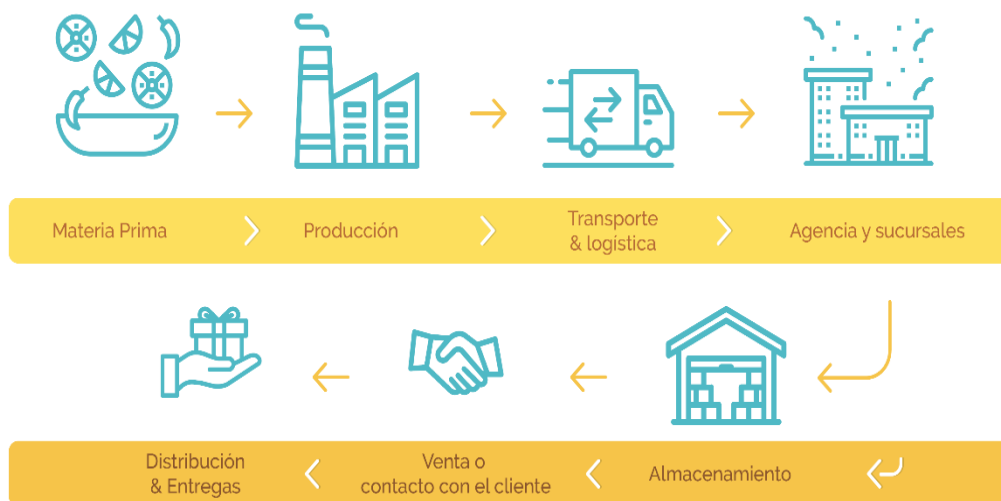 Materia Prima
Producción
Transporte
& logística
Agencia y sucursales
Distribución
& Entregas
Venta o
contacto con el cliente
Almacenamiento